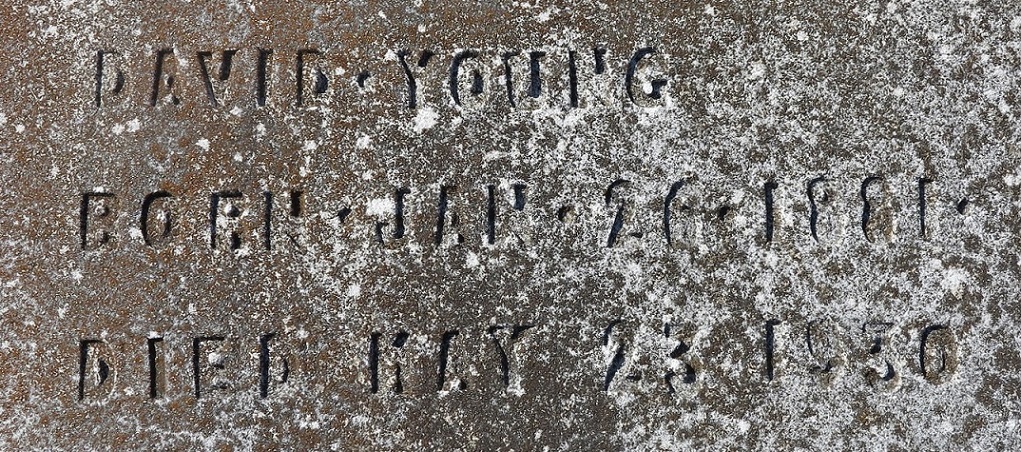 DAVID·YOUNG
BORN·JAN·26·1881·
DIED MAY 23 1930